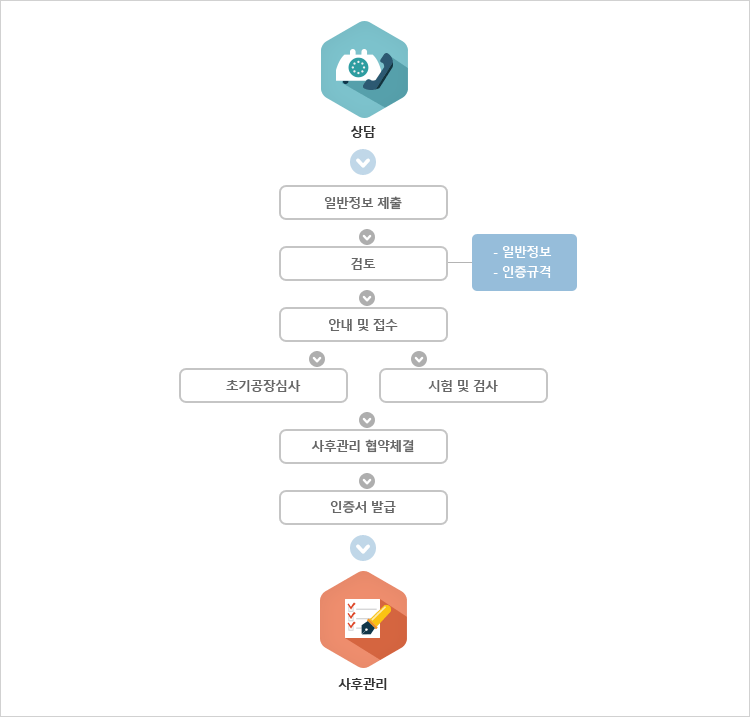 상담
일반정보 제출
검토
- 일반정보
- 인증규격
안내 및 접수
초기공장심사
시험 및 검사
사후관리 협약체결
인증서 발급
사후관리